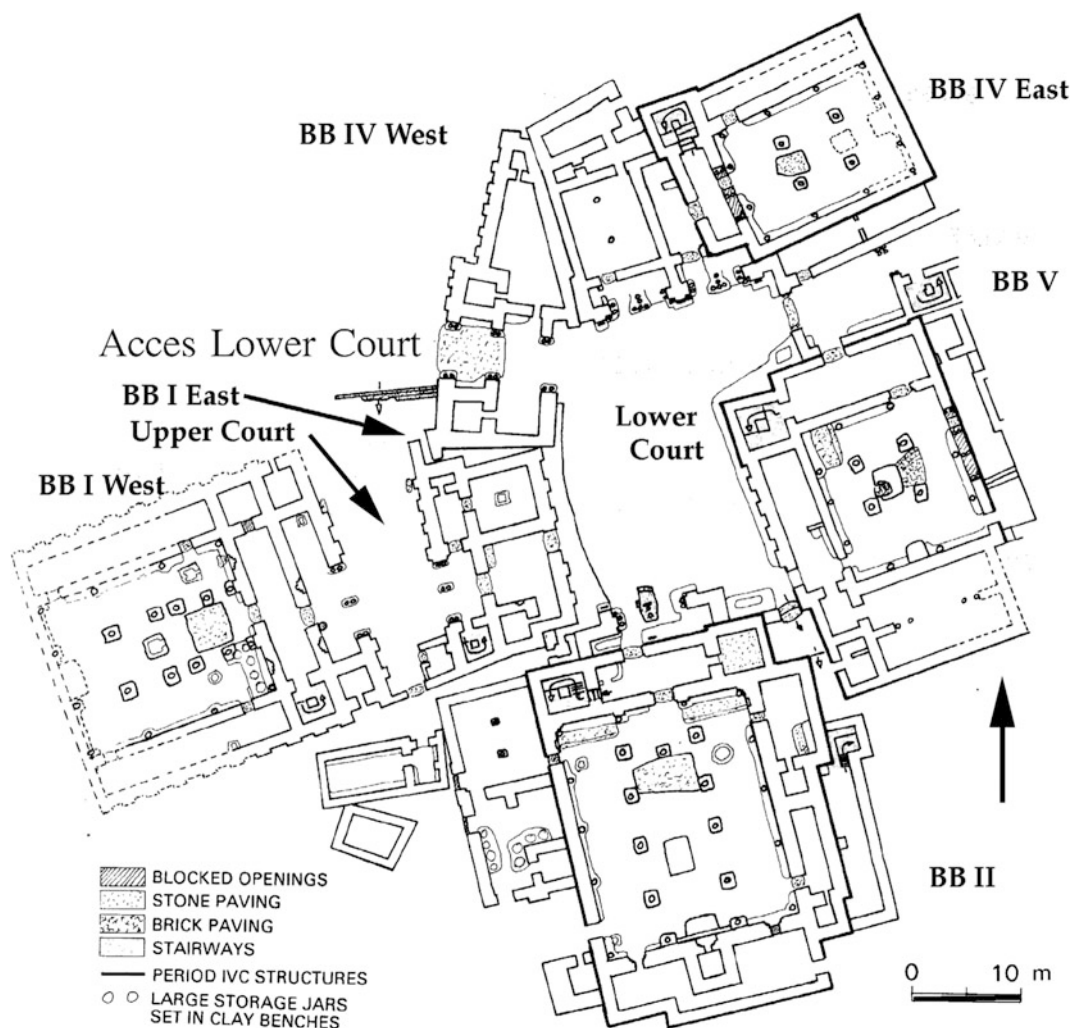 BB IV East
BB IV West
BB V
Acces Lower Court
BB I East
Upper Court
Lower
Court
BB I West
BB II
BLOCKED OPENINGS
STONE PAVING
BRICK PAVING
STAIRWAYS
PERIOD IVC STRUCTURES
LARGE STORAGE JARS
SET IN CLAY BENCHES
0 10 m